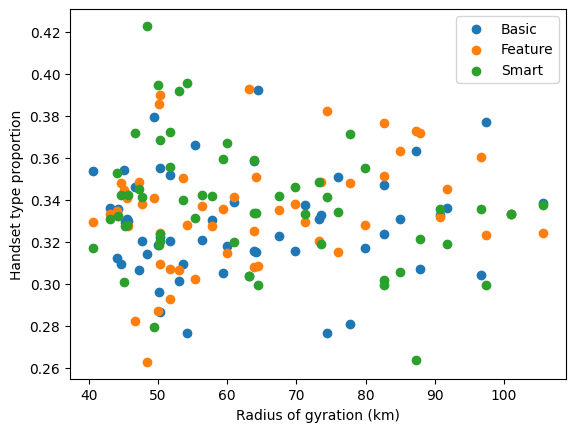 Basic
Feature
Smart
0.42
0.40
0.38
0.36
0.34
0.32
0.30
0.28
0.26
Handset type proportion
40 50 60 70 80 90 100
Radius of gyration (km)